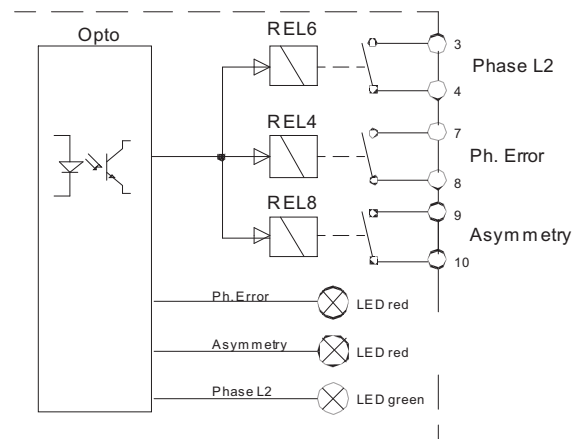 Opto
REL6
3
Phase L2
4
REL4
7
Ph. Error
8
REL8
9
Asymmetry
10
Ph.Error
LED red
Asymmetry
LED red
Phase L2
LED green